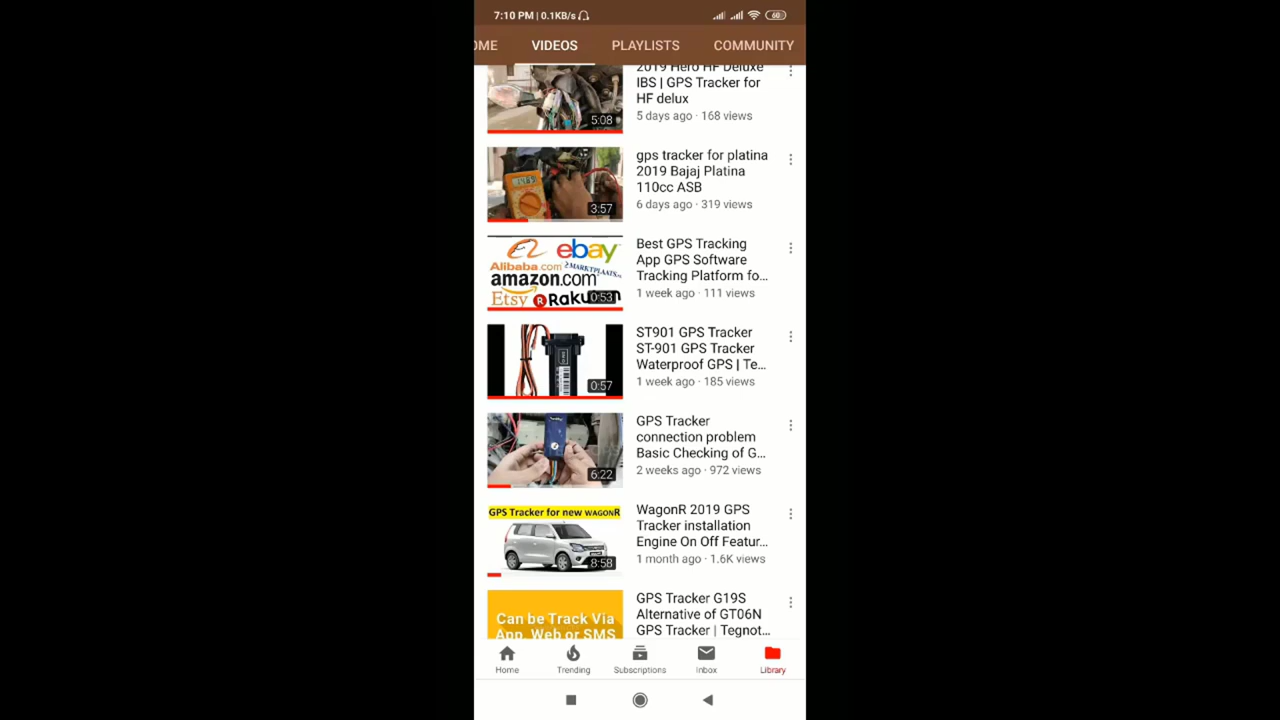 7:10 PM | 0.1KB/s
60
OME
VIDEOS
PLAYLISTS
COMMUNITY
2019 Hero HF Deluxe
IBS | GPS Tracker for
HF delux
5 days ago · 168 views
5:08
gps tracker for platina
2019 Bajaj Platina
110cc ASB
6 days ago · 319 views
3:57
ebay
Alibaba.com
amazon.com
Etsy
Rakuten
0:53
Best GPS Tracking
App GPS Software
Tracking Platform fo...
1 week ago · 111 views
0:57
ST901 GPS Tracker
ST-901 GPS Tracker
Waterproof GPS | Te...
1 week ago · 185 views
6:22
GPS Tracker
connection problem
Basic Checking of G...
2 weeks ago · 972 views
GPS Tracker for new WAGONR
8:58
WagonR 2019 GPS
Tracker installation
Engine On Off Featur...
1 month ago · 1.6K views
Can be Track Via
App, Web or SMS
GPS Tracker G19S
Alternative of GT06N
GPS Tracker | Tegnot...
Home
Trending
Subscriptions
Inbox
Library